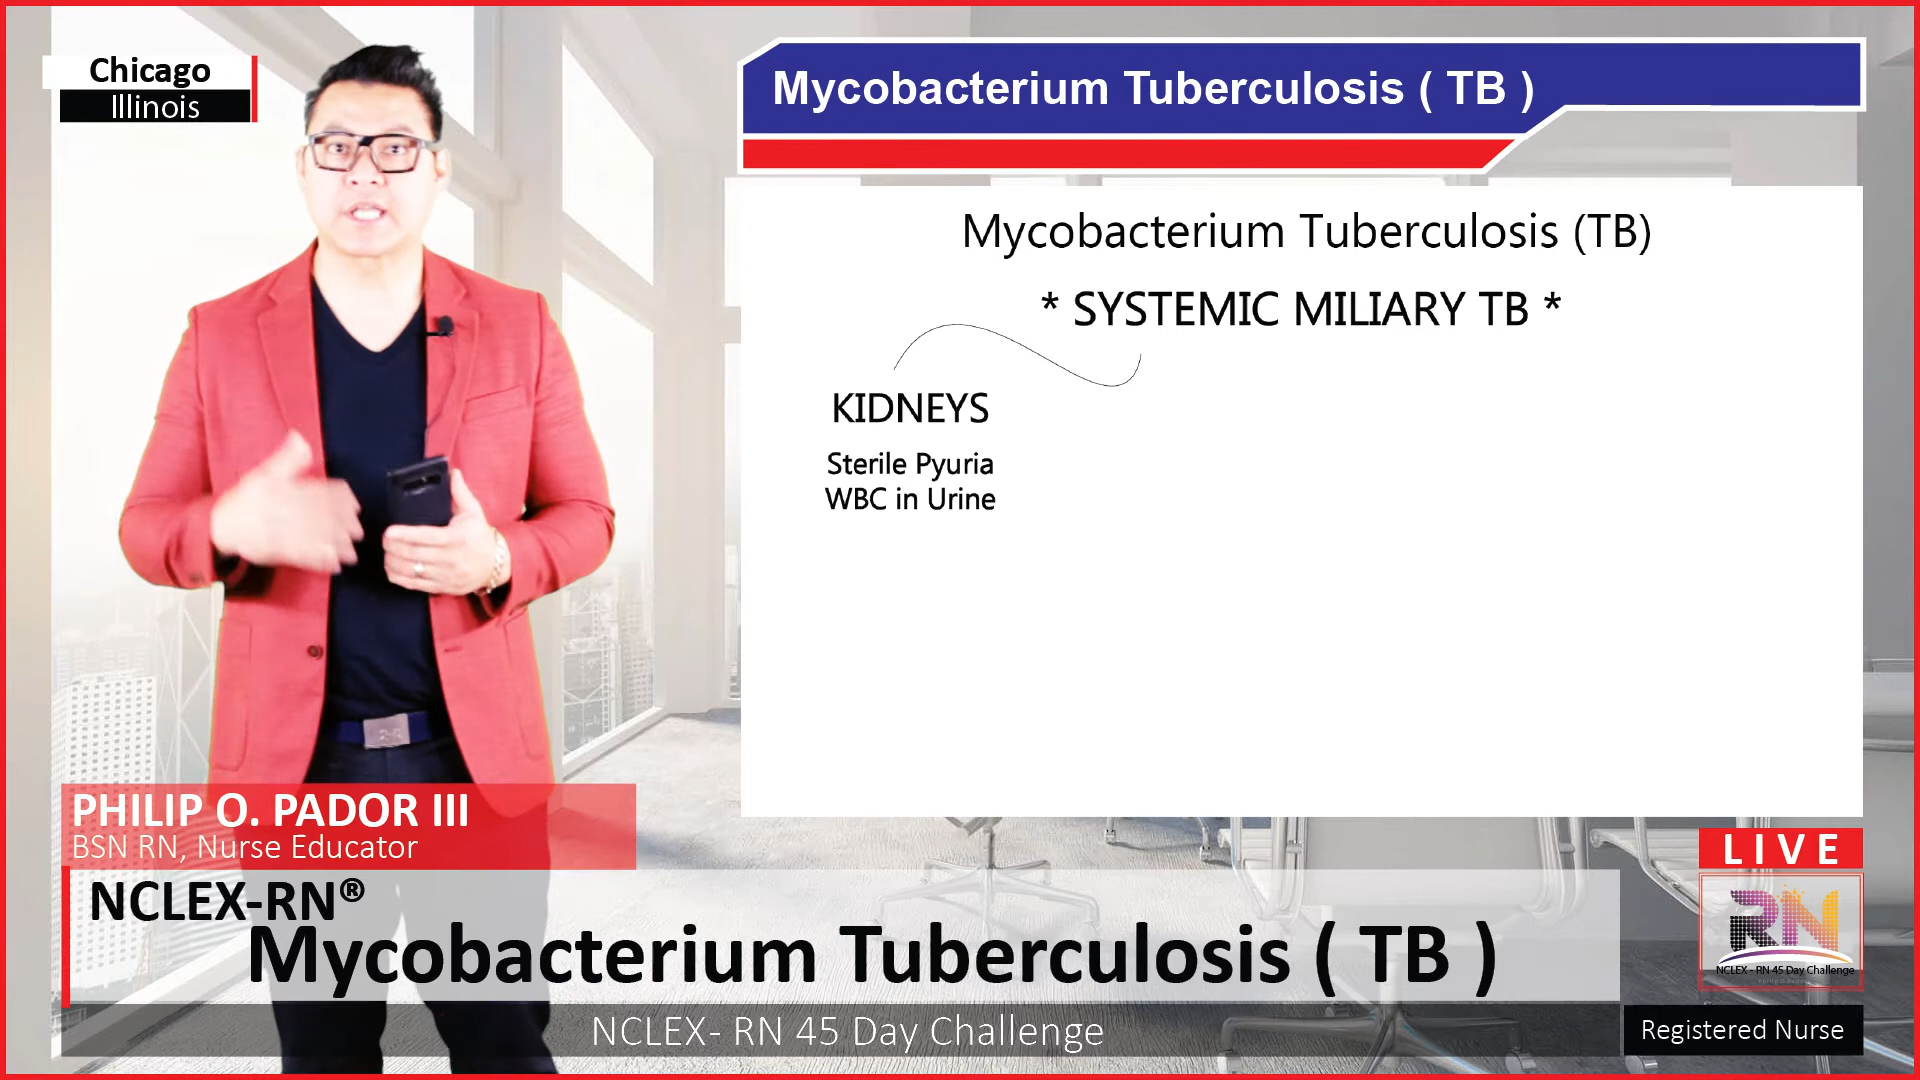 Chicago
Illinois
Mycobacterium Tuberculosis ( TB )
Mycobacterium Tuberculosis (TB)
* SYSTEMIC MILIARY TB *
KIDNEYS
Sterile Pyuria
WBC in Urine
PHILIP O. PADOR III
BSN RN, Nurse Educator
NCLEX-RN®
Mycobacterium Tuberculosis ( TB )
NCLEX- RN 45 Day Challenge
LIVE
RN
NCLEX - RN 45 Day Challenge
Registered Nurse